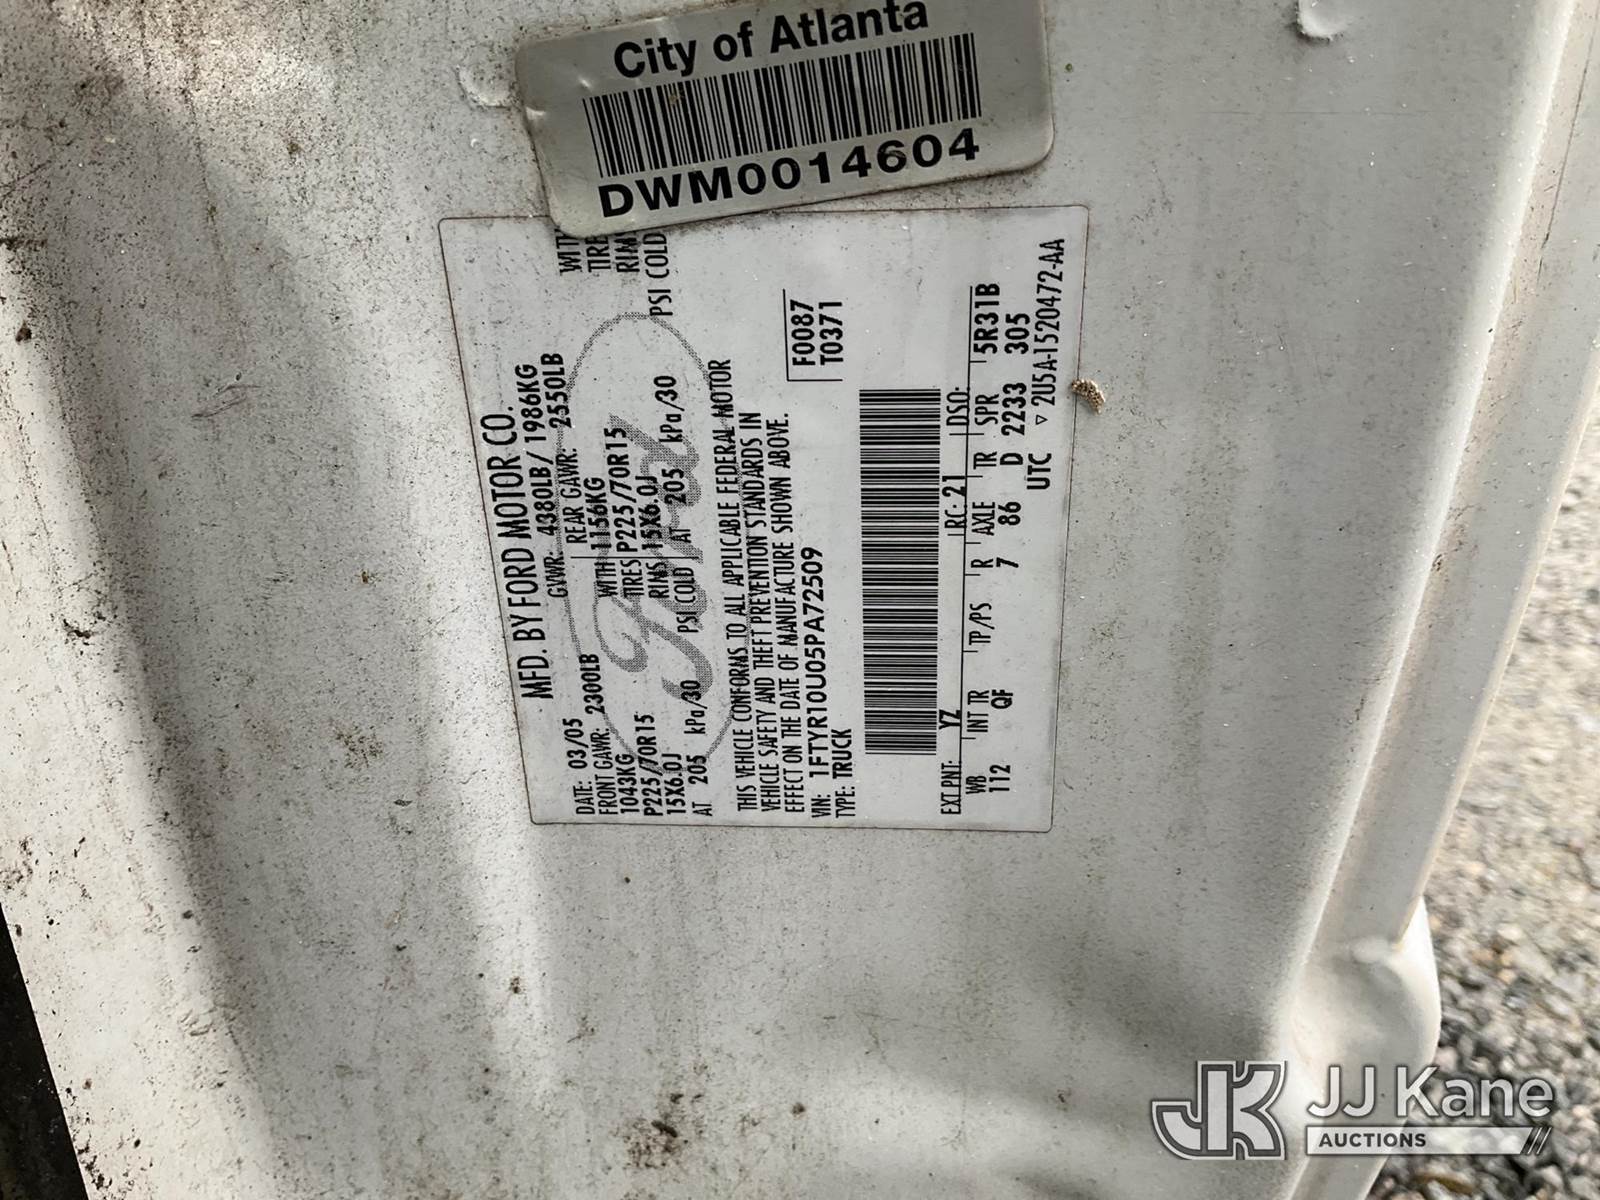 City of Atlanta
DWM0014604
MFD. BY FORD MOTOR CO.
DATE: 03/05 GVWR: 4380LB/ 1986KG
FRONT GAWR: 2300LB REAR GAWR: 2550LB
1043KG WITH 1156KG WITH
P225/70R15 TIRES P225/70R15 TIRE
15X6.0J RIMS 15X6.0J RIM
AT 205 kPa/30 PSI COLD AT 205 kPa/30 PSI COLD
Ford
THIS VEHICLE CONFORMS TO ALL APPLICABLE FEDERAL MOTOR
VEHICLE SAFETY AND THEFT PREVENTION STANDARDS IN
EFFECT ON THE DATE OF MANUFACTURE SHOWN ABOVE.
VIN: 1FTYR10U05PA72509
TYPE: TRUCK
F0087
T0371
EXT PNT: YZ RC: 21 DSO:
WB INT TR TP/PS R AXLE TR SPR 5R31B
112 QF 7 86 D 2233 305
UTC ▽ 2U5A-1520472-AA
JK JJ Kane
AUCTIONS